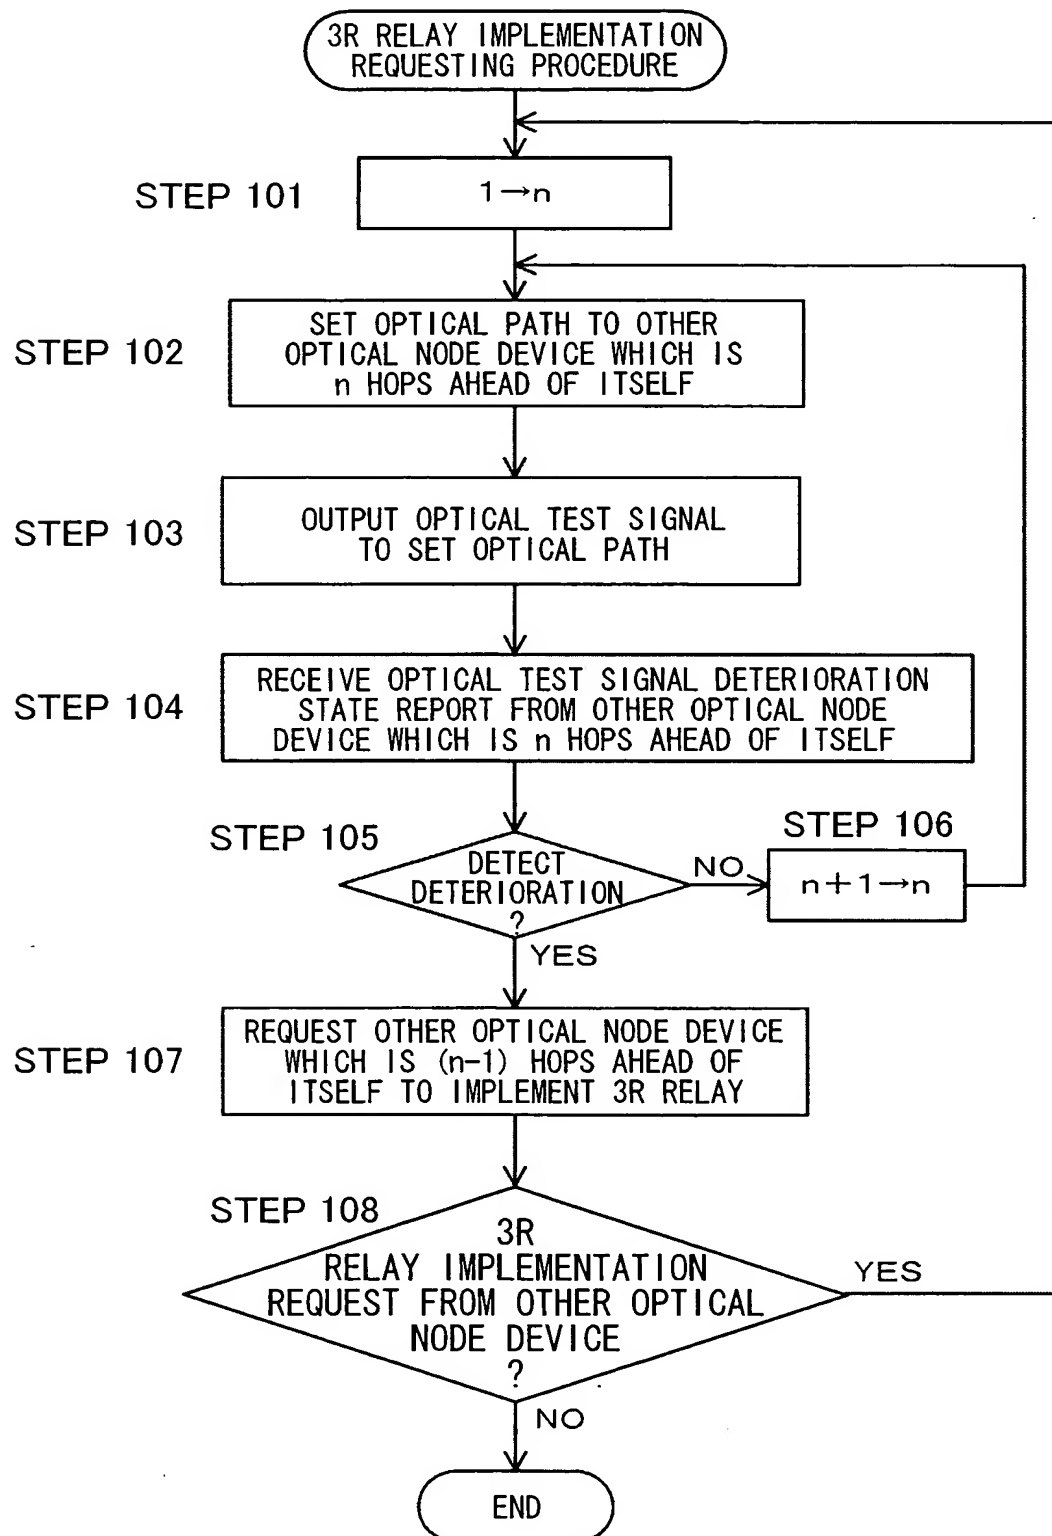 3R RELAY IMPLEMENTATION
REQUESTING PROCEDURE
STEP 101
1→n
STEP 102
SET OPTICAL PATH TO OTHER
OPTICAL NODE DEVICE WHICH IS
n HOPS AHEAD OF ITSELF
STEP 103
OUTPUT OPTICAL TEST SIGNAL
TO SET OPTICAL PATH
STEP 104
RECEIVE OPTICAL TEST SIGNAL DETERIORATION
STATE REPORT FROM OTHER OPTICAL NODE
DEVICE WHICH IS n HOPS AHEAD OF ITSELF
STEP 105
DETECT
DETERIORATION
?
NO
STEP 106
n+1→n
YES
STEP 107
REQUEST OTHER OPTICAL NODE DEVICE
WHICH IS (n-1) HOPS AHEAD OF
ITSELF TO IMPLEMENT 3R RELAY
STEP 108
3R
RELAY IMPLEMENTATION
REQUEST FROM OTHER OPTICAL
NODE DEVICE
?
YES
NO
END